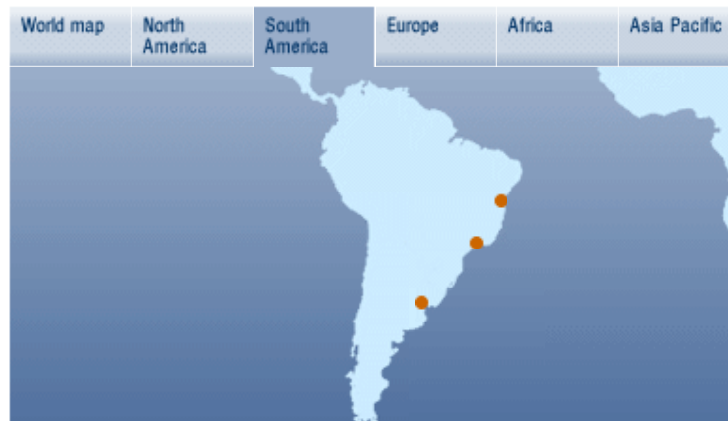 World map
North
America
South
America
Europe
Africa
Asia Pacific